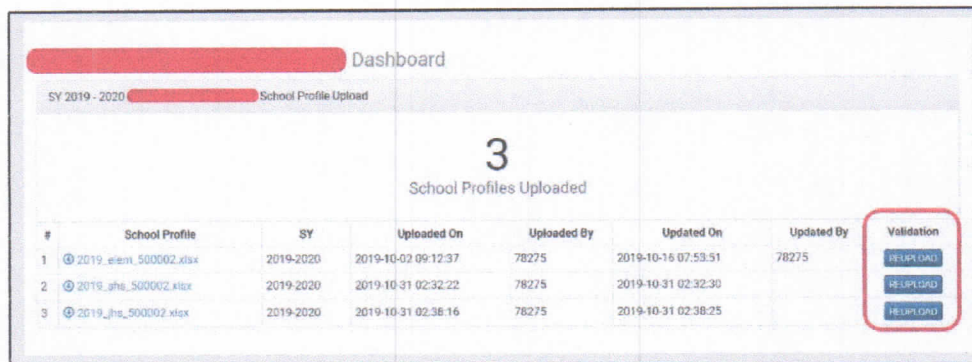 Dashboard
SY 2019 - 2020 School Profile Upload
3
School Profiles Uploaded
# School Profile SY Uploaded On Uploaded By Updated On Updated By Validation
1 2019_elem_500002.xlsx 2019-2020 2019-10-02 09:12:37 78275 2019-10-16 07:53:51 78275 REUPLOAD
2 2019_shs_500002.xlsx 2019-2020 2019-10-31 02:32:22 78275 2019-10-31 02:32:30 REUPLOAD
3 2019_jhs_500002.xlsx 2019-2020 2019-10-31 02:38:16 78275 2019-10-31 02:38:25 REUPLOAD